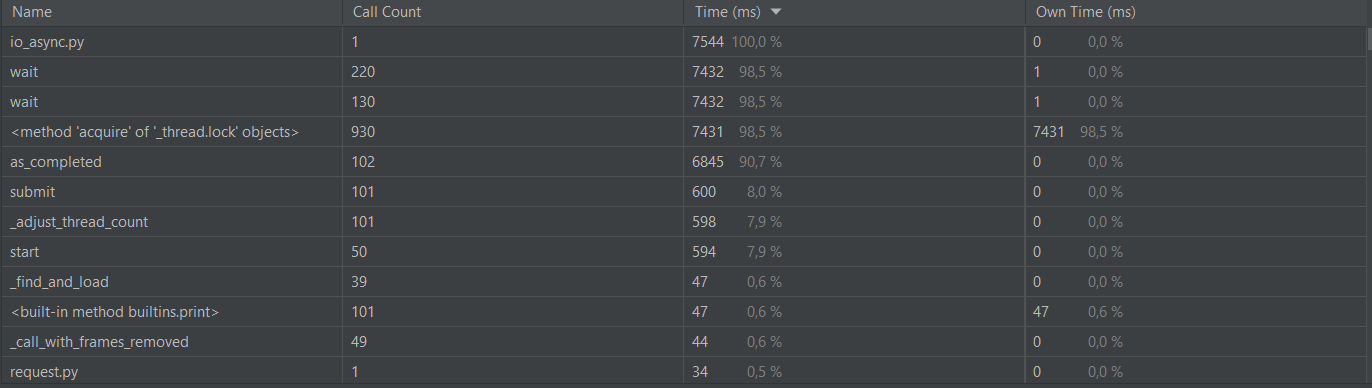 Name Call Count Time (ms) Own Time (ms)
io_async.py 1 7544 100,0 % 0 0,0 %
wait 220 7432 98,5 % 1 0,0 %
wait 130 7432 98,5 % 1 0,0 %
<method 'acquire' of '_thread.lock' objects> 930 7431 98,5 % 7431 98,5 %
as_completed 102 6845 90,7 % 0 0,0 %
submit 101 600 8,0 % 0 0,0 %
_adjust_thread_count 101 598 7,9 % 0 0,0 %
start 50 594 7,9 % 0 0,0 %
_find_and_load 39 47 0,6 % 0 0,0 %
<built-in method builtins.print> 101 47 0,6 % 47 0,6 %
_call_with_frames_removed 49 44 0,6 % 0 0,0 %
request.py 1 34 0,5 % 0 0,0 %